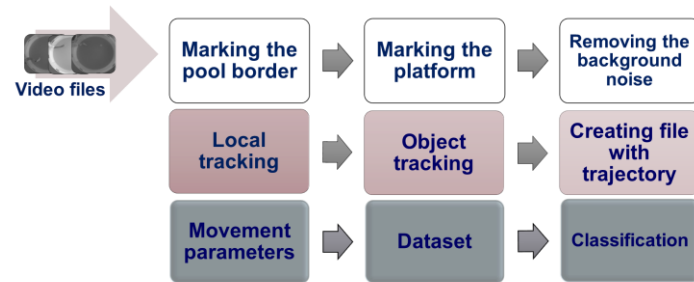 Video files
Marking the
pool border
Marking the
platform
Removing the
background
noise
Local
tracking
Object
tracking
Creating file
with
trajectory
Movement
parameters
Dataset
Classification